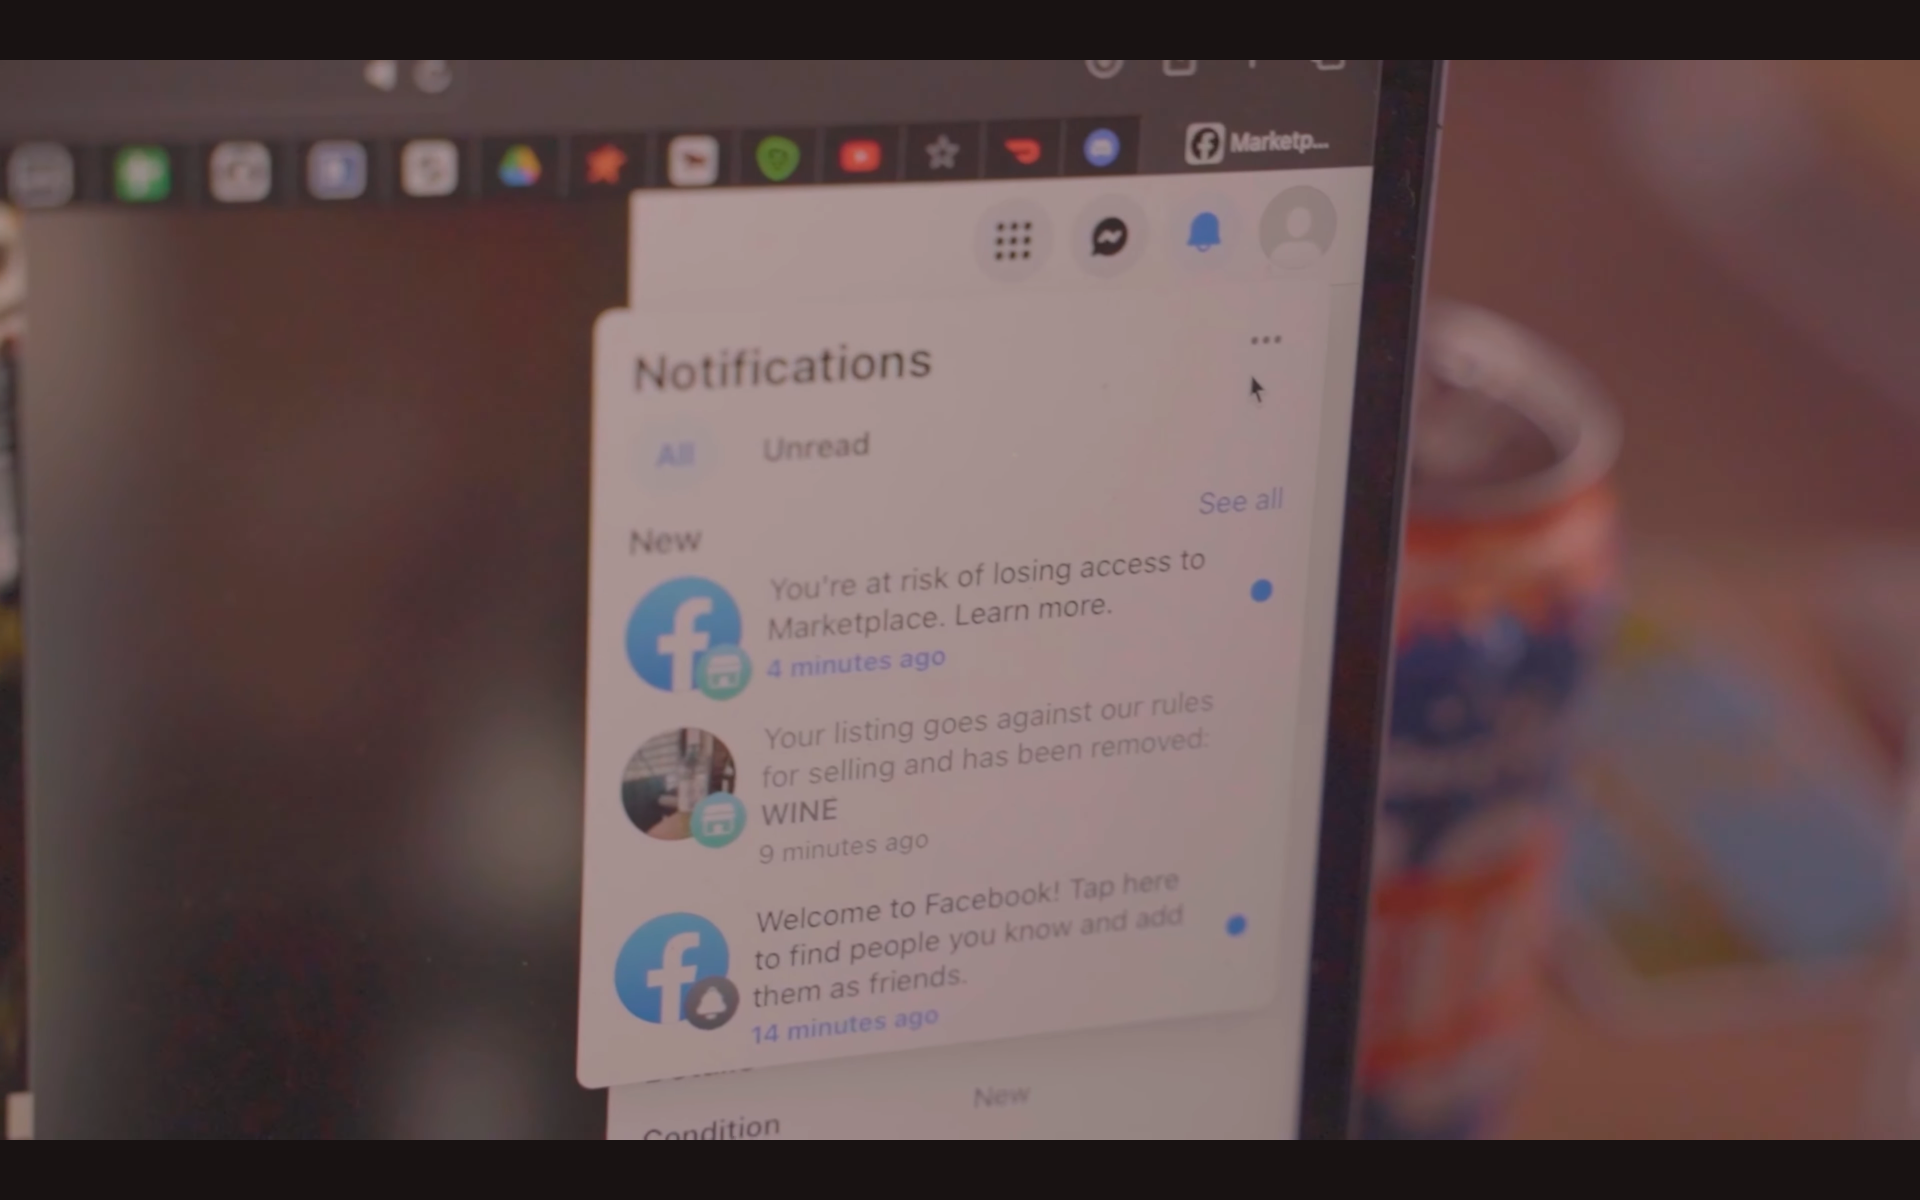 Marketp...
Notifications
All
Unread
See all
New
You're at risk of losing access to
Marketplace. Learn more.
4 minutes ago
Your listing goes against our rules
for selling and has been removed:
WINE
9 minutes ago
Welcome to Facebook! Tap here
to find people you know and add
them as friends.
14 minutes ago
New
Condition